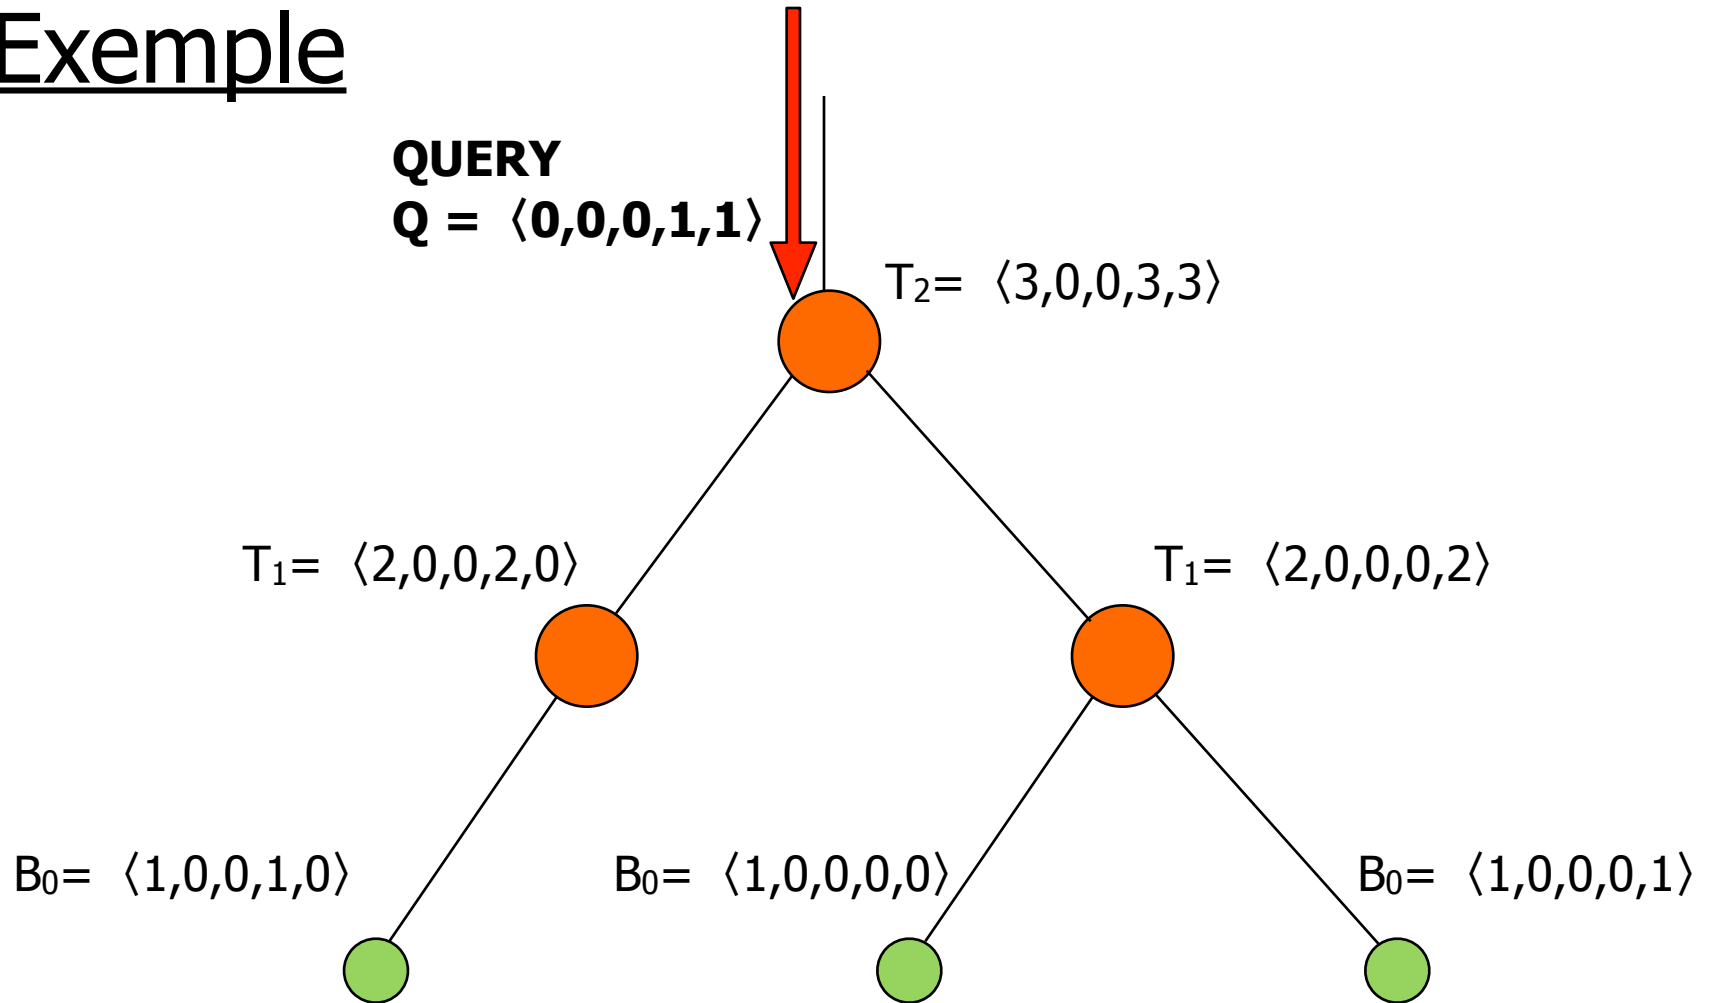 Exemple
QUERY
Q = ⟨0,0,0,1,1⟩
T₂= ⟨3,0,0,3,3⟩
T₁= ⟨2,0,0,2,0⟩
T₁= ⟨2,0,0,0,2⟩
B₀= ⟨1,0,0,1,0⟩
B₀= ⟨1,0,0,0,0⟩
B₀= ⟨1,0,0,0,1⟩